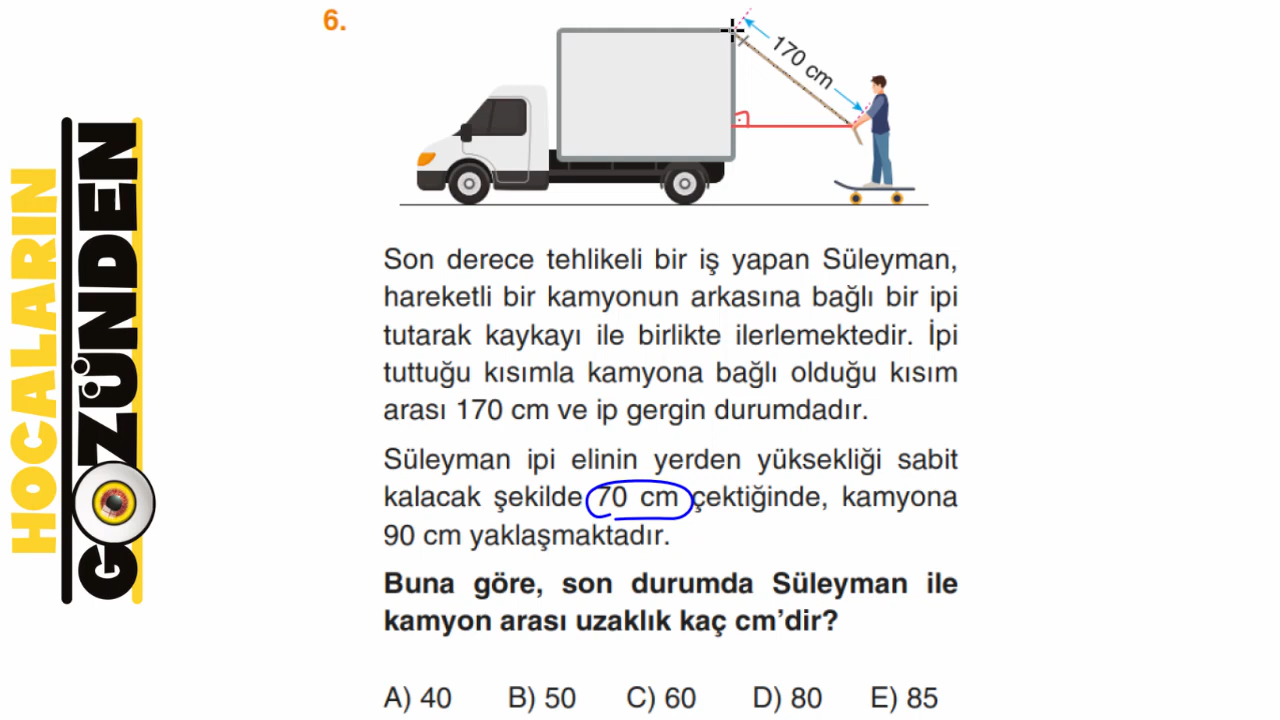 HOCALARIN
GÖZÜNDEN
6.
170 cm
Son derece tehlikeli bir iş yapan Süleyman,
hareketli bir kamyonun arkasına bağlı bir ipi
tutarak kaykayı ile birlikte ilerlemektedir. İpi
tuttuğu kısımla kamyona bağlı olduğu kısım
arası 170 cm ve ip gergin durumdadır.
Süleyman ipi elinin yerden yüksekliği sabit
kalacak şekilde 70 cm çektiğinde, kamyona
90 cm yaklaşmaktadır.
Buna göre, son durumda Süleyman ile
kamyon arası uzaklık kaç cm'dir?
A) 40 B) 50 C) 60 D) 80 E) 85